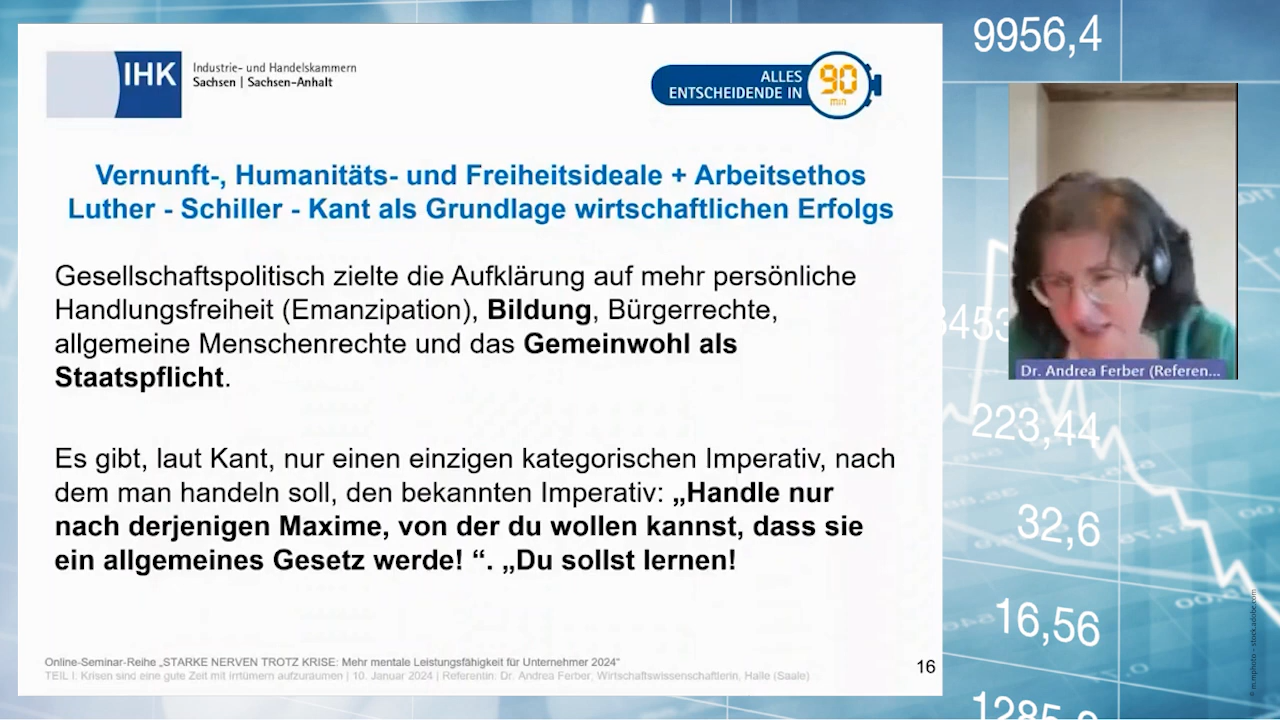 IHK
Industrie- und Handelskammern
Sachsen | Sachsen-Anhalt
ALLES
ENTSCHEIDENDE IN
90
min
Vernunft-, Humanitäts- und Freiheitsideale + Arbeitsethos
Luther - Schiller - Kant als Grundlage wirtschaftlichen Erfolgs
Gesellschaftspolitisch zielte die Aufklärung auf mehr persönliche
Handlungsfreiheit (Emanzipation), Bildung, Bürgerrechte,
allgemeine Menschenrechte und das Gemeinwohl als
Staatspflicht.
Es gibt, laut Kant, nur einen einzigen kategorischen Imperativ, nach
dem man handeln soll, den bekannten Imperativ: „Handle nur
nach derjenigen Maxime, von der du wollen kannst, dass sie
ein allgemeines Gesetz werde! “. „Du sollst lernen!
Online-Seminar-Reihe „STARKE NERVEN TROTZ KRISE: Mehr mentale Leistungsfähigkeit für Unternehmer 2024“
TEIL I: Krisen sind eine gute Zeit mit Irrtümern aufzuräumen | 10. Januar 2024 | Referentin: Dr. Andrea Ferber, Wirtschaftswissenschaftlerin, Halle (Saale)
16
9956,4
Dr. Andrea Ferber (Referen...
223,44
32,6
16,56
© m.mphoto - stock.adobe.com